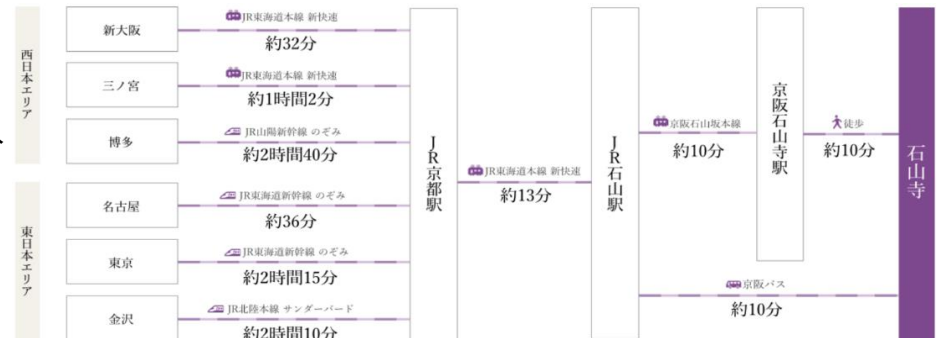 西日本エリア
新大阪
JR東海道本線 新快速
約32分
三ノ宮
JR東海道本線 新快速
約1時間2分
博多
JR山陽新幹線 のぞみ
約2時間40分
東日本エリア
名古屋
JR東海道新幹線 のぞみ
約36分
東京
JR東海道新幹線 のぞみ
約2時間15分
金沢
JR北陸本線 サンダーバード
約2時間10分
JR京都駅
JR東海道本線 新快速
約13分
JR石山駅
京阪石山坂本線
約10分
京阪石山寺駅
徒歩
約10分
京阪バス
約10分
石山寺